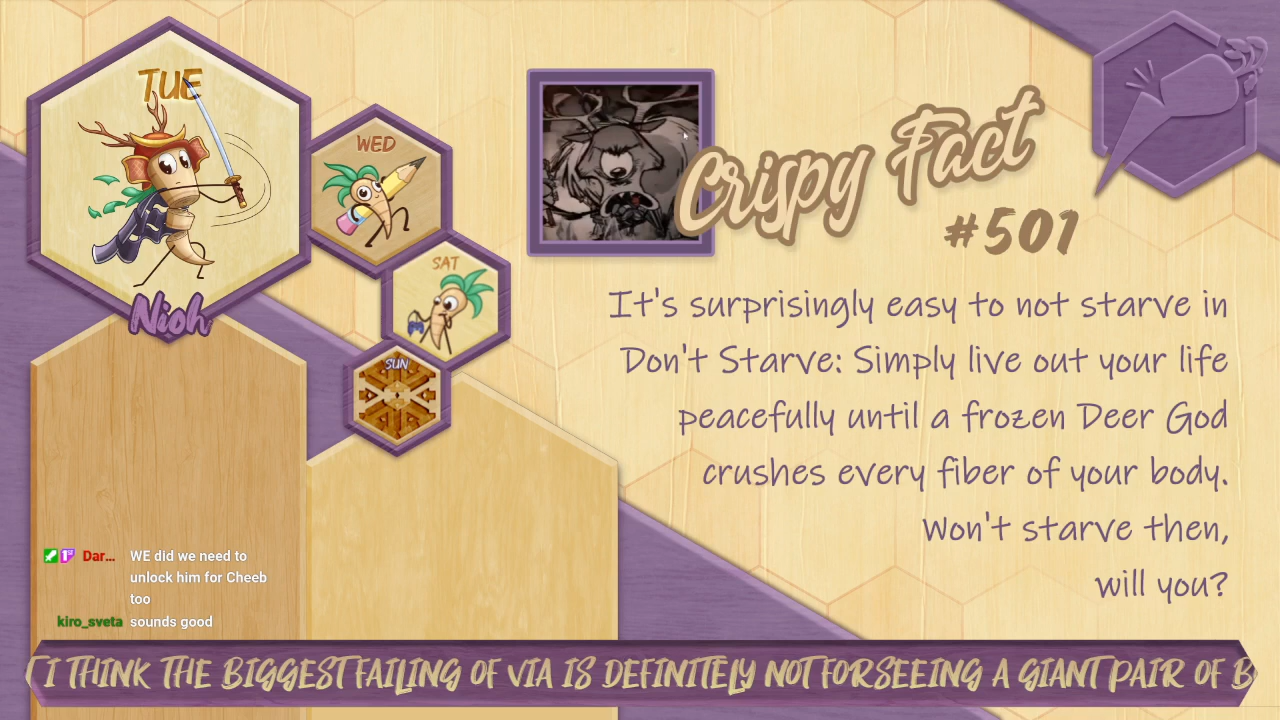 TUE
WED
SAT
SUN
Nioh
Crispy Fact
#501
It's surprisingly easy to not starve in
Don't Starve: Simply live out your life
peacefully until a frozen Deer God
crushes every fiber of your body.
Won't starve then,
will you?
Dar... WE did we need to
unlock him for Cheeb
too
kiro_sveta sounds good
I THINK THE BIGGEST FAILING OF VIA IS DEFINITELY NOT FORSEEING A GIANT PAIR OF